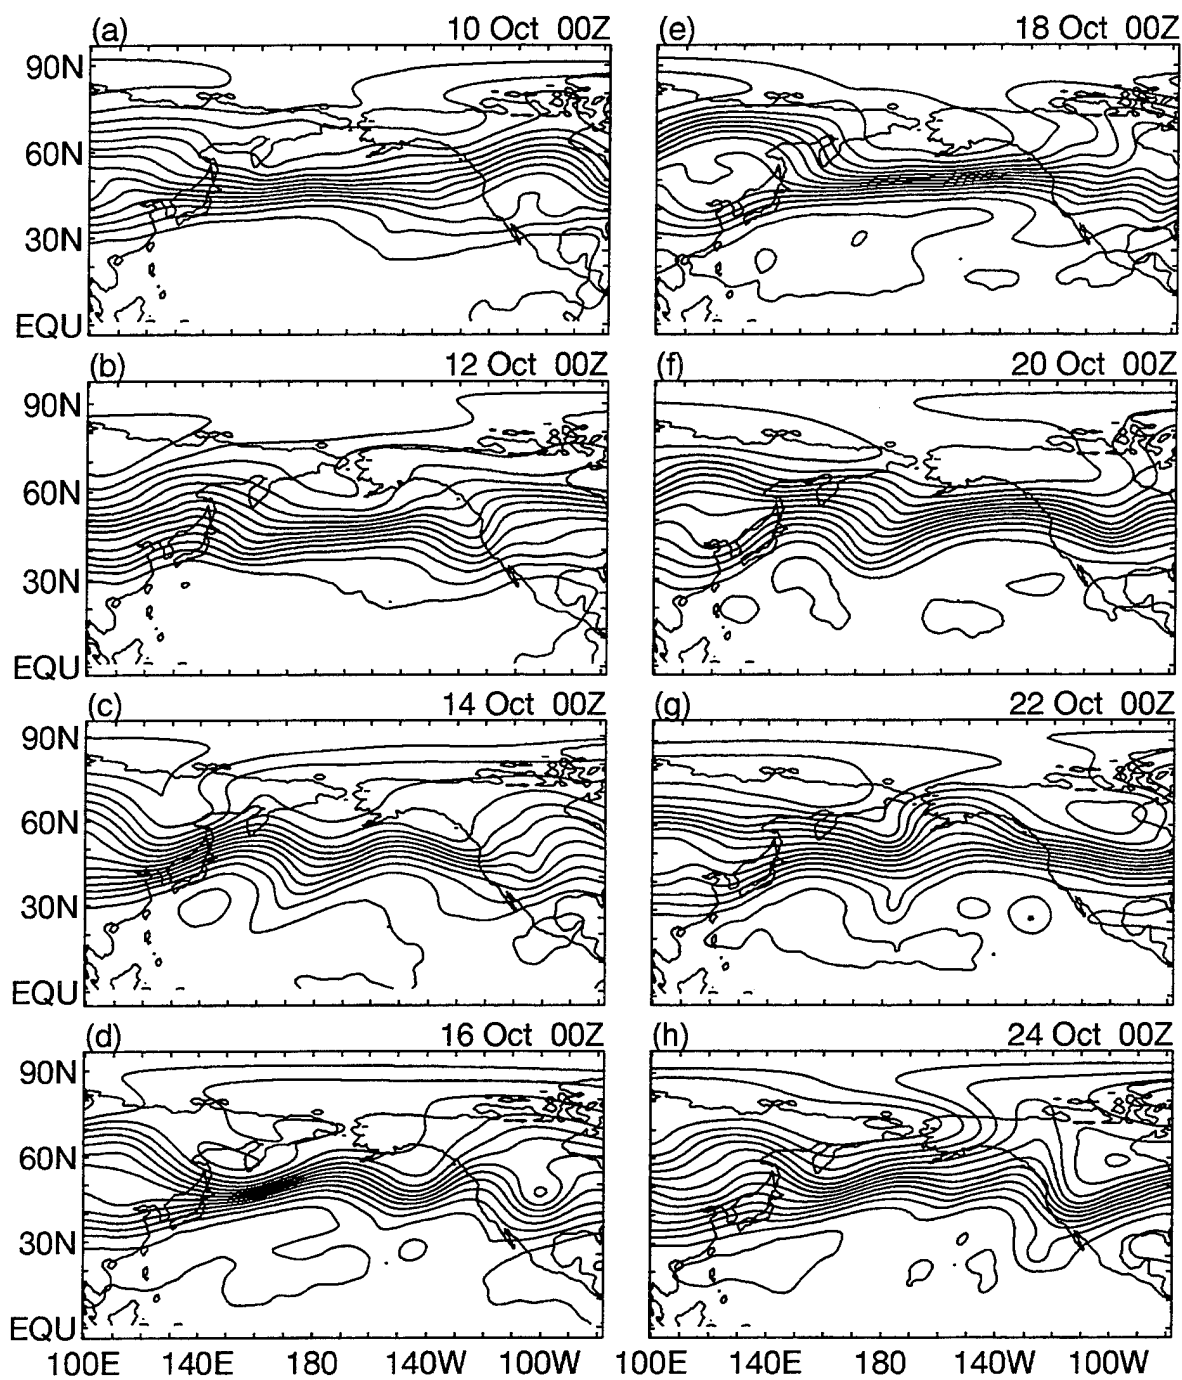 (a) 10 Oct 00Z
90N
60N
30N
EQU
(b) 12 Oct 00Z
90N
60N
30N
EQU
(c) 14 Oct 00Z
90N
60N
30N
EQU
(d) 16 Oct 00Z
90N
60N
30N
EQU
100E 140E 180 140W 100W
(e) 18 Oct 00Z
(f) 20 Oct 00Z
(g) 22 Oct 00Z
(h) 24 Oct 00Z
100E 140E 180 140W 100W